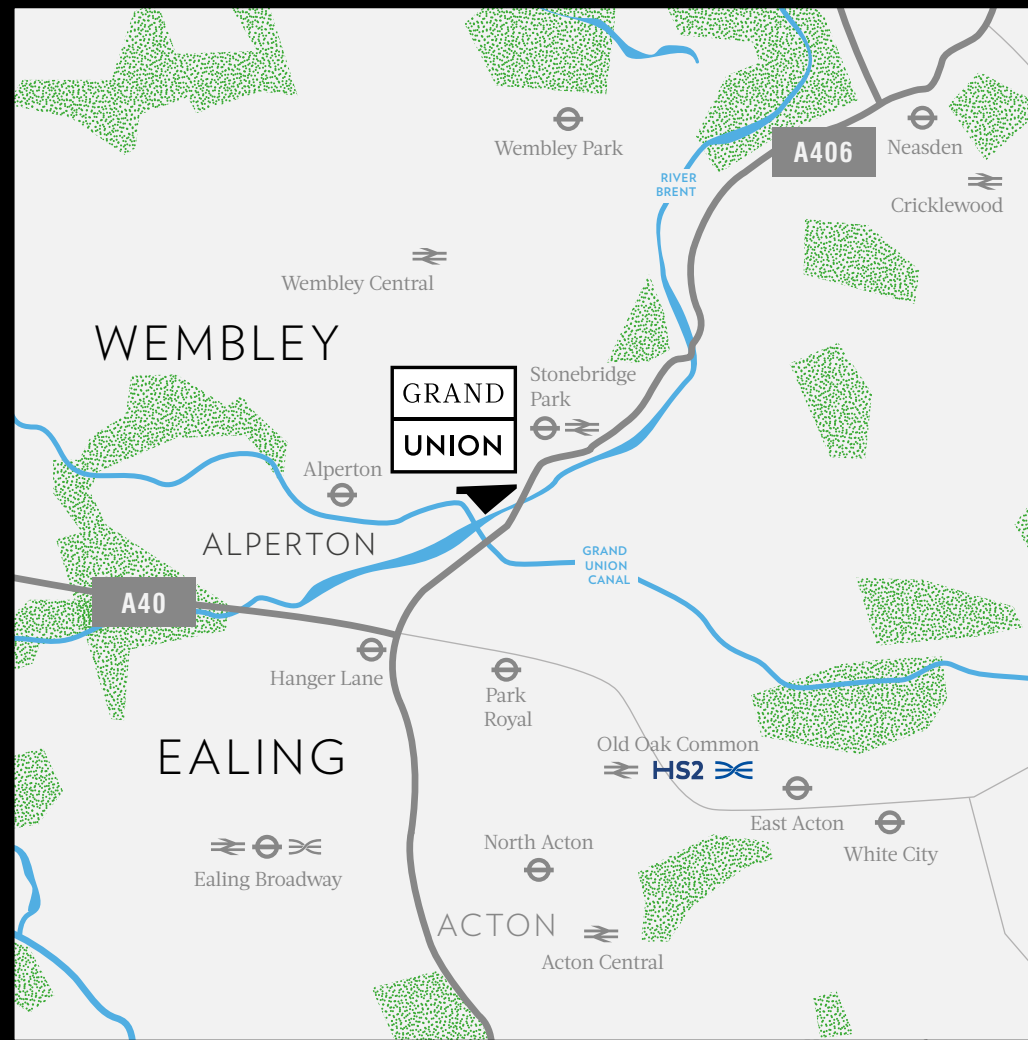 Wembley Park
A406
Neasden
RIVER
BRENT
Cricklewood
Wembley Central
WEMBLEY
GRAND
UNION
Stonebridge
Park
Alperton
ALPERTON
GRAND
UNION
CANAL
A40
Hanger Lane
Park
Royal
EALING
Old Oak Common
HS2
East Acton
White City
North Acton
Ealing Broadway
ACTON
Acton Central